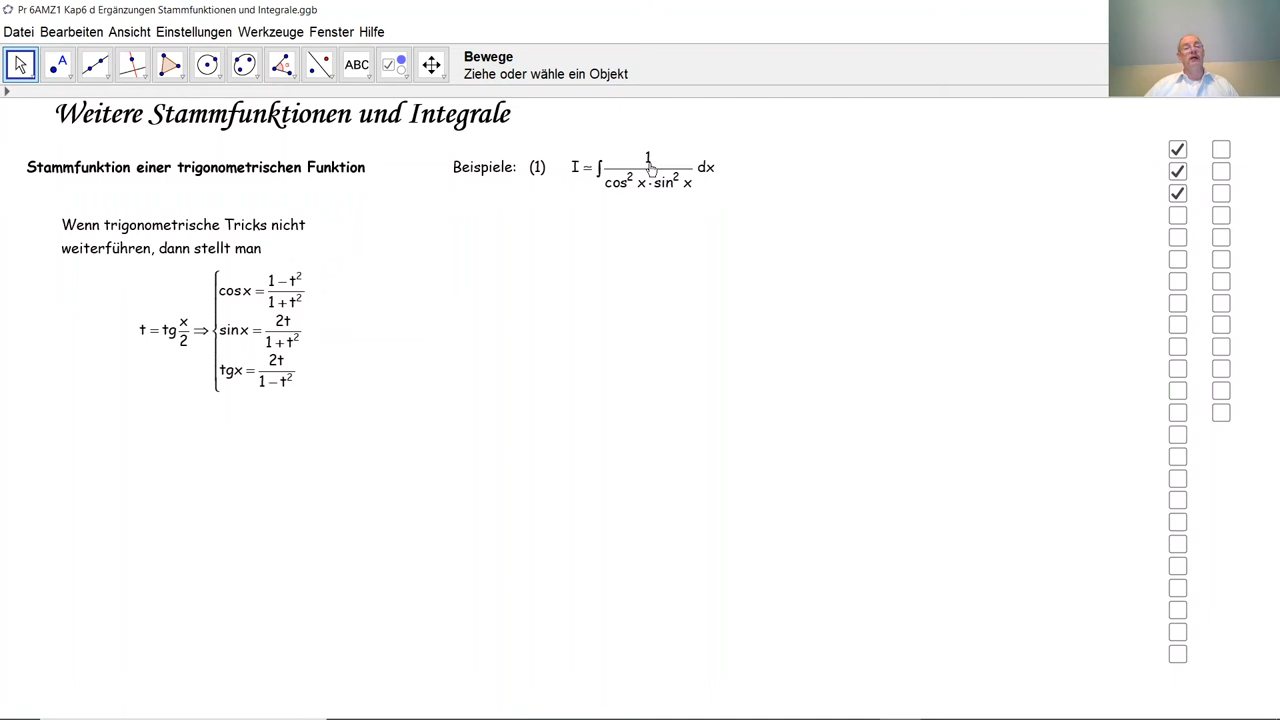 Pr 6AMZ1 Kap6 d Ergänzungen Stammfunktionen und Integrale.ggb
Datei Bearbeiten Ansicht Einstellungen Werkzeuge Fenster Hilfe
A
ABC
Bewege
Ziehe oder wähle ein Objekt
Weitere Stammfunktionen und Integrale
Stammfunktion einer trigonometrischen Funktion
Beispiele: (1) I = ∫ 1/(cos² x · sin² x) dx
Wenn trigonometrische Tricks nicht
weiterführen, dann stellt man
t = tg x/2 ⇒ { cos x = (1 − t²)/(1 + t²)
sin x = 2t/(1 + t²)
tgx = 2t/(1 − t²)